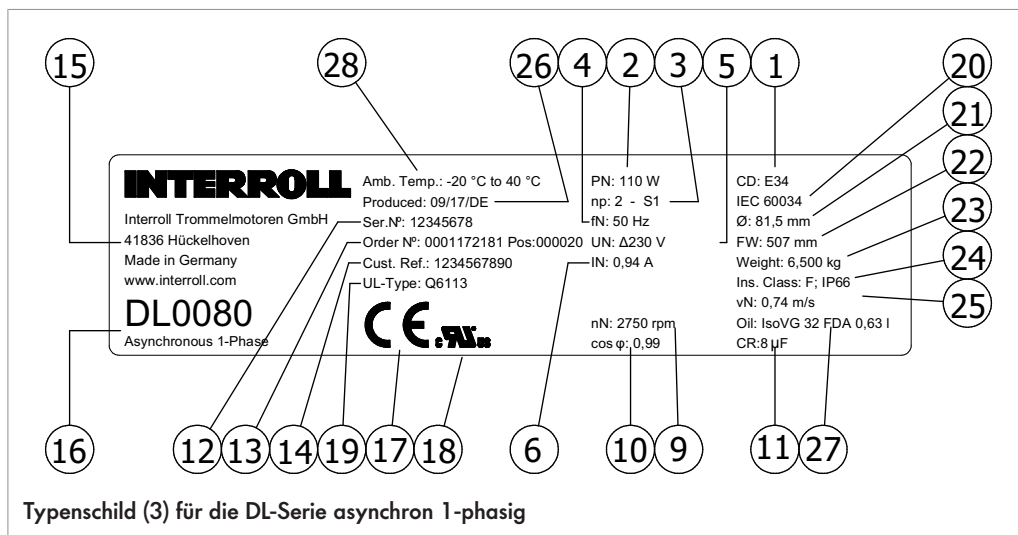 15 28 26 4 2 3 5 1 20
21
22
23
24
25
INTERROLL
Interroll Trommelmotoren GmbH
41836 Hückelhoven
Made in Germany
www.interroll.com
DL0080
Asynchronous 1-Phase
Amb. Temp.: -20 °C to 40 °C
Produced: 09/17/DE
Ser.Nº: 12345678
Order Nº: 0001172181 Pos:000020
Cust. Ref.: 1234567890
UL-Type: Q6113
CE c RU us
PN: 110 W
np: 2 - S1
fN: 50 Hz
UN: Δ230 V
IN: 0,94 A
nN: 2750 rpm
cos φ: 0,99
CD: E34
IEC 60034
Ø: 81,5 mm
FW: 507 mm
Weight: 6,500 kg
Ins. Class: F; IP66
vN: 0,74 m/s
Oil: IsoVG 32 FDA 0,63 l
CR:8 µF
16 12 13 14 19 17 18 6 10 9 11 27
Typenschild (3) für die DL-Serie asynchron 1-phasig